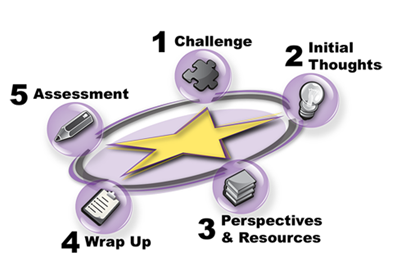 1 Challenge
2 Initial
Thoughts
3 Perspectives
& Resources
4 Wrap Up
5 Assessment